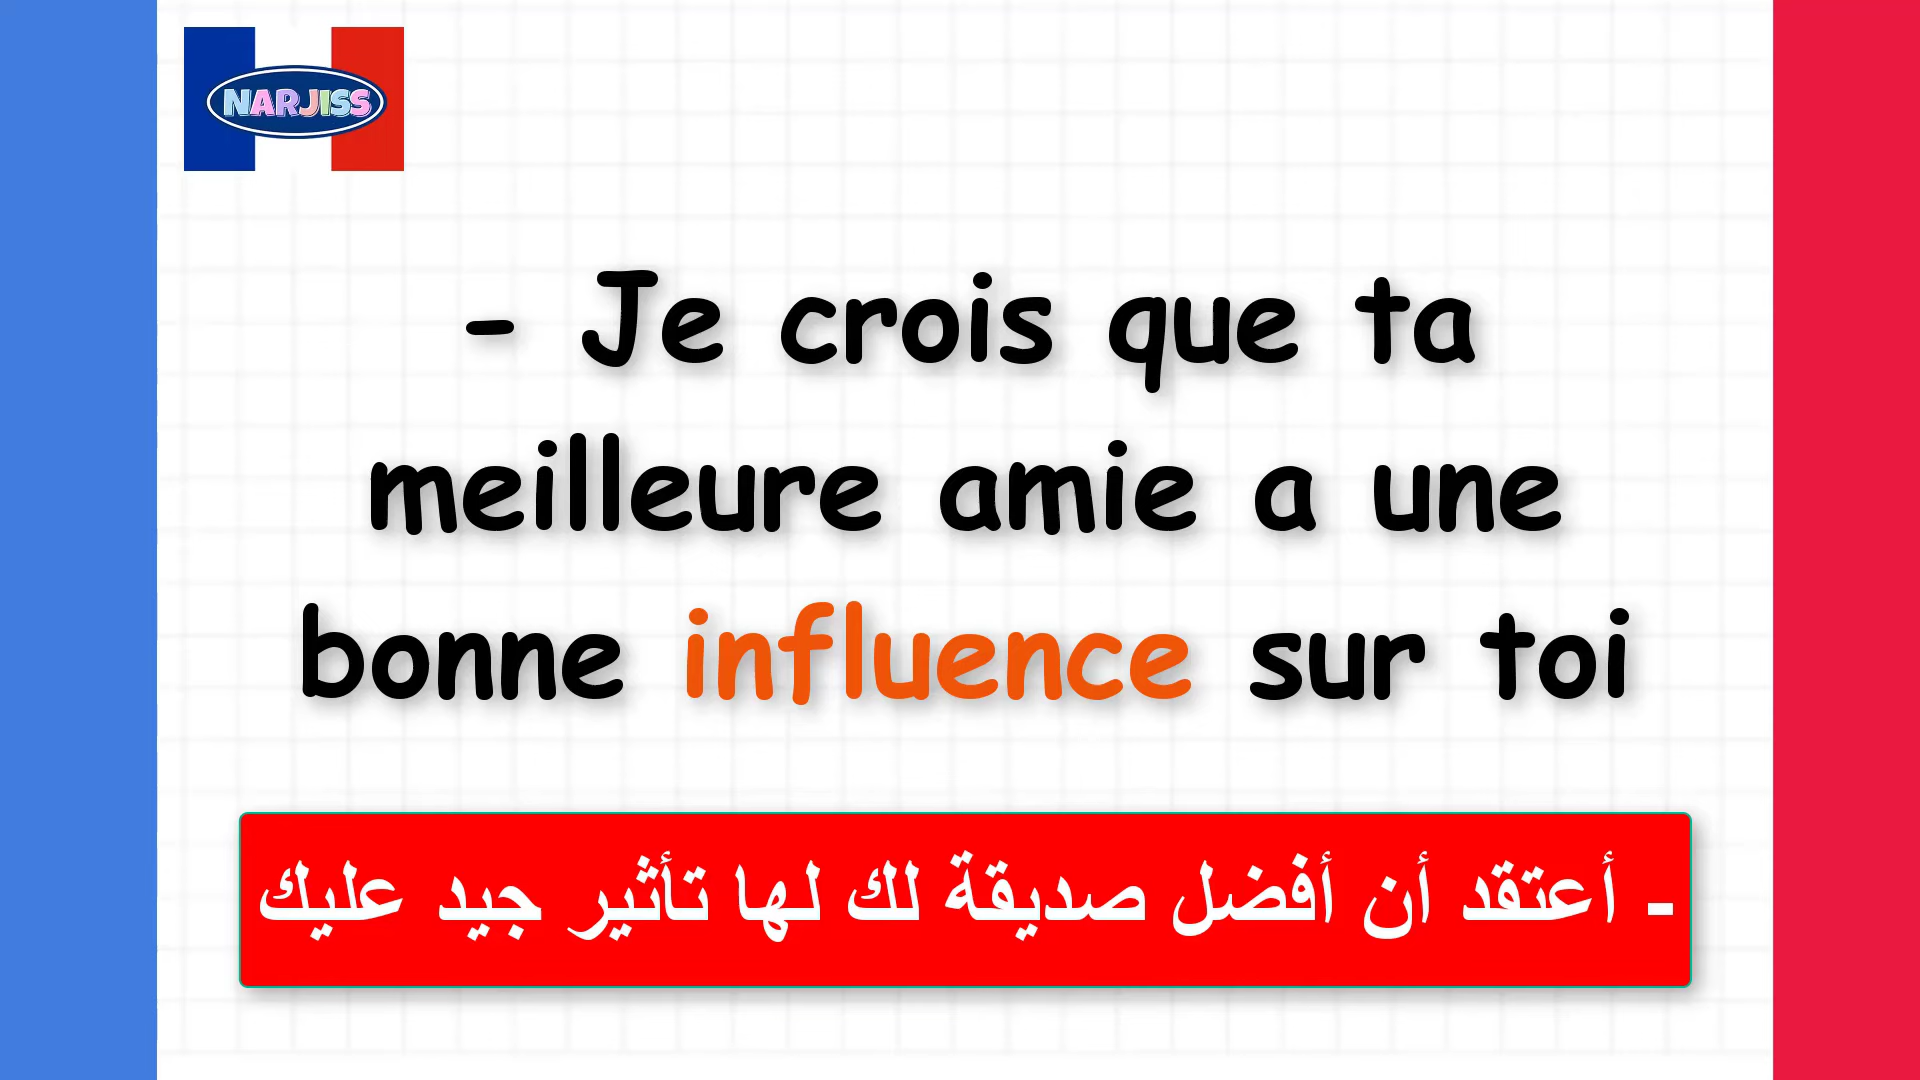 NARJISS
- Je crois que ta
meilleure amie a une
bonne influence sur toi
- أعتقد أن أفضل صديقة لك لها تأثير جيد عليك